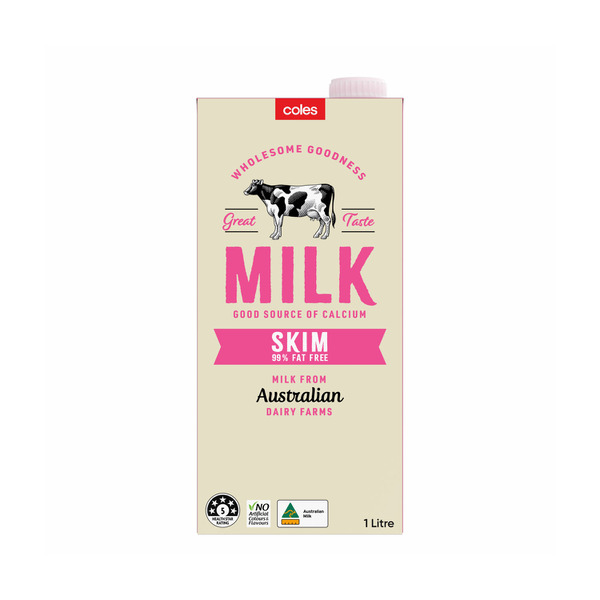 coles
WHOLESOME GOODNESS
Great Taste
MILK
GOOD SOURCE OF CALCIUM
SKIM
99% FAT FREE
MILK FROM
Australian
DAIRY FARMS
5
HEALTH STAR
RATING
NO
Artificial
Colours &
Flavours
Australian
Milk
1 Litre